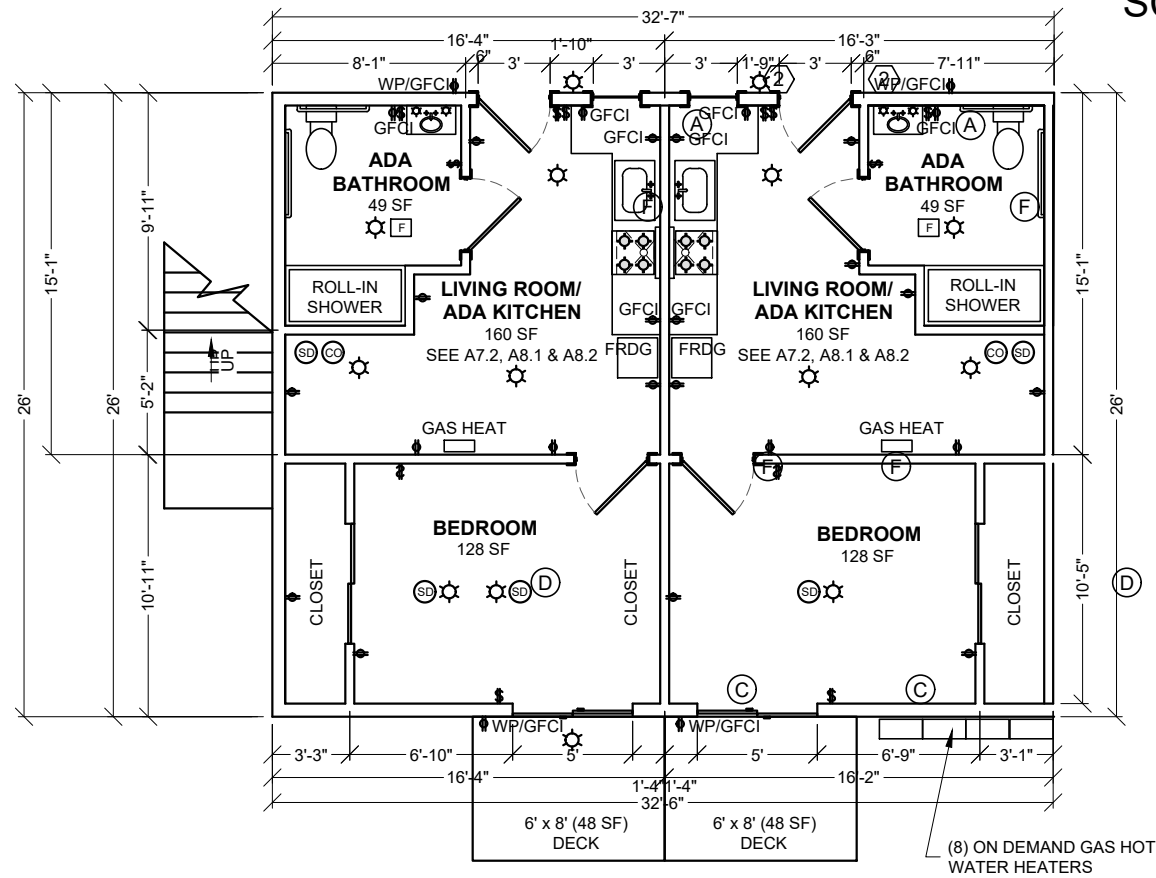 SC
32'-7"
16'-4"
16'-3"
8'-1"
6"
3'
1'-10"
3'
3'
1'-9"
3'
6"
7'-11"
2
2
WP/GFCI
WP/GFCI
GFCI
GFCI
GFCI
GFCI
GFCI
GFCI
A
A
ADA
BATHROOM
49 SF
F
ADA
BATHROOM
49 SF
F
F
F
ROLL-IN
SHOWER
ROLL-IN
SHOWER
LIVING ROOM/
ADA KITCHEN
160 SF
SEE A7.2, A8.1 & A8.2
LIVING ROOM/
ADA KITCHEN
160 SF
SEE A7.2, A8.1 & A8.2
GFCI
GFCI
FRDG
FRDG
SD
CO
CO
SD
UP
9'-11"
15'-1"
5'-2"
26'
26'
10'-11"
15'-1"
26'
10'-5"
GAS HEAT
GAS HEAT
F
F
BEDROOM
128 SF
BEDROOM
128 SF
CLOSET
CLOSET
CLOSET
SD
SD
D
SD
D
C
C
WP/GFCI
WP/GFCI
3'-3"
6'-10"
5'
5'
6'-9"
3'-1"
16'-4"
1'-4"
1'-4"
16'-2"
32'-6"
6' x 8' (48 SF)
DECK
6' x 8' (48 SF)
DECK
(8) ON DEMAND GAS HOT
WATER HEATERS